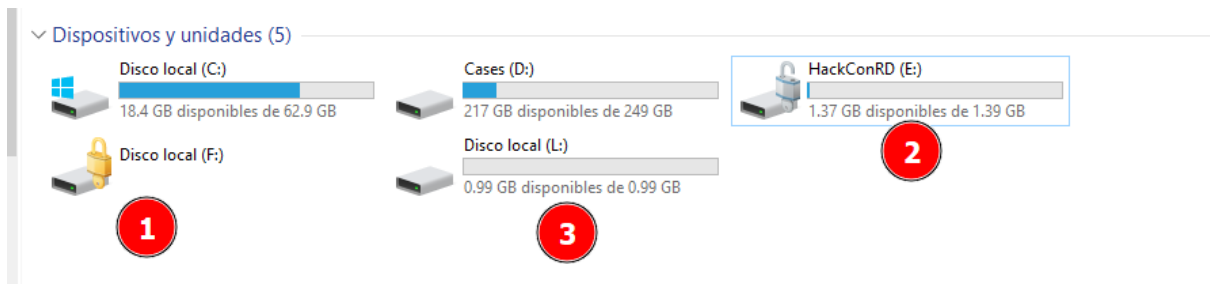 Dispositivos y unidades (5)
Disco local (C:)
18.4 GB disponibles de 62.9 GB
Cases (D:)
217 GB disponibles de 249 GB
HackConRD (E:)
1.37 GB disponibles de 1.39 GB
2
Disco local (F:)
1
Disco local (L:)
0.99 GB disponibles de 0.99 GB
3